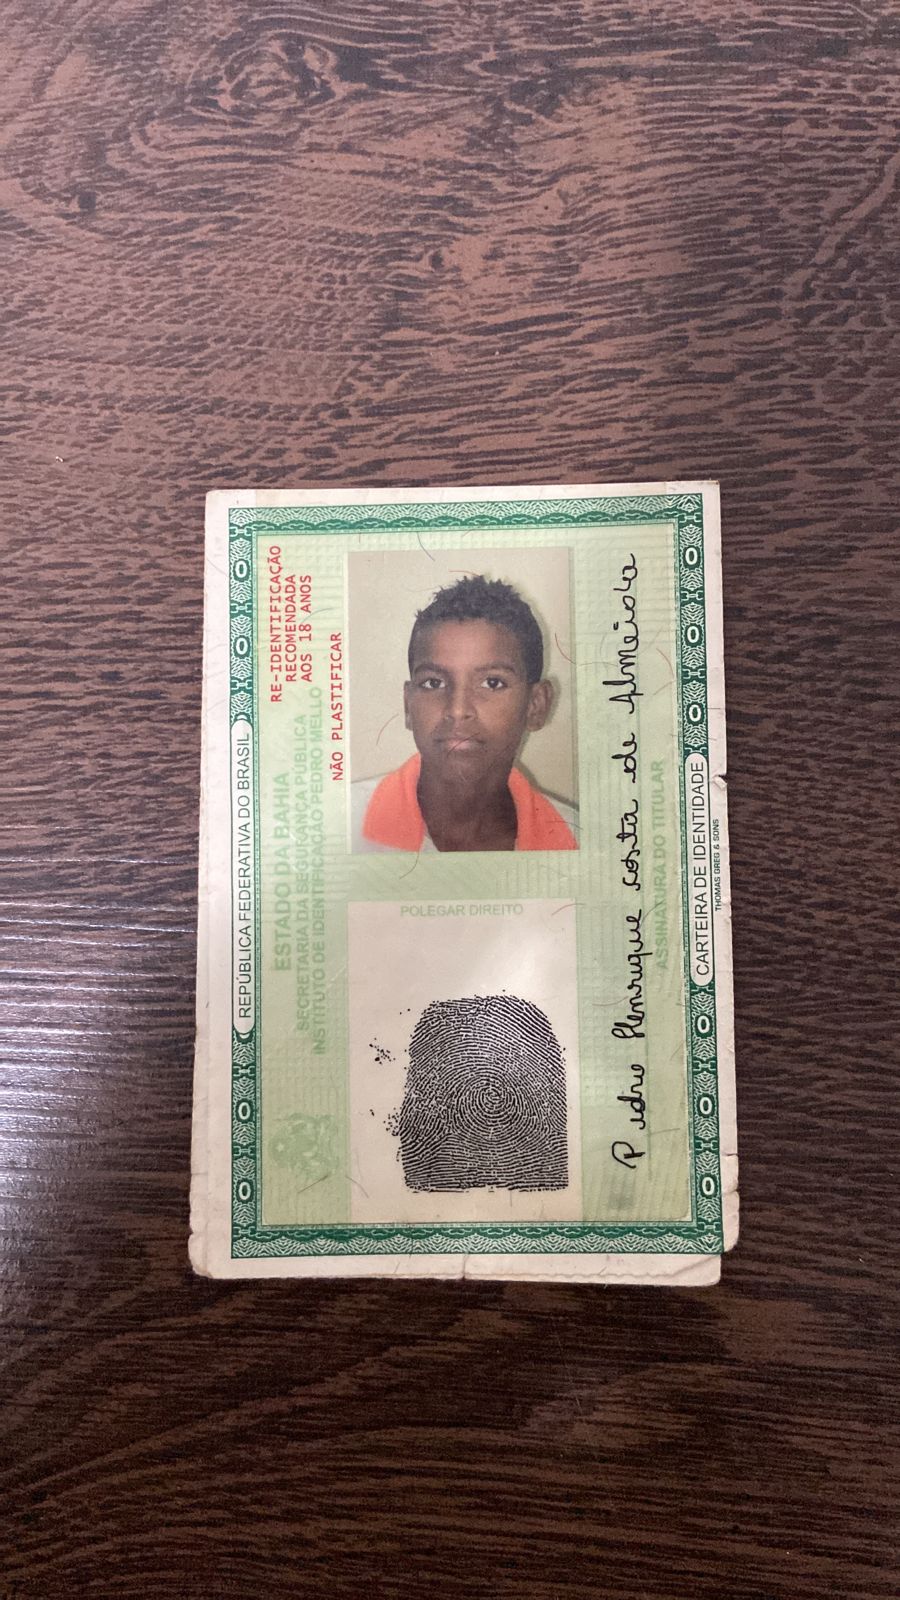 REPÚBLICA FEDERATIVA DO BRASIL
ESTADO DA BAHIA
SECRETARIA DA SEGURANÇA PÚBLICA
INSTITUTO DE IDENTIFICAÇÃO PEDRO MELLO
RE-IDENTIFICAÇÃO
RECOMENDADA
AOS 18 ANOS
NÃO PLASTIFICAR
POLEGAR DIREITO
Pedro Henrique costa de Almeida
ASSINATURA DO TITULAR
CARTEIRA DE IDENTIDADE
THOMAS GREG & SONS